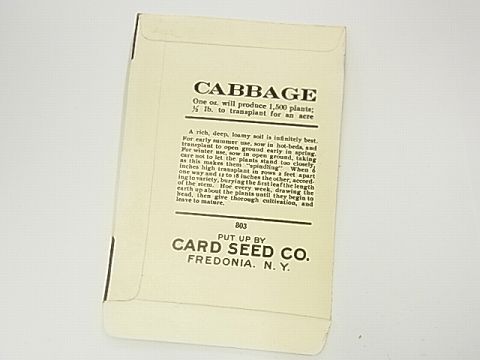 CABBAGE
One oz. will produce 1,500 plants;
½ lb. to transplant for an acre
A rich, deep, loamy soil is infinitely best.
For early summer use, sow in hot-beds, and
transplant to open ground early in spring.
For winter use, sow in open ground, taking
care not to let the plants stand too closely,
as this makes them "spindling". When 6
inches high transplant in rows 2 feet apart
one way and 12 to 18 inches the other, accord-
ing to variety, burying the first leaf the length
of the stem. Hoe every week, drawing the
earth up about the plants until they begin to
head, then give thorough cultivation, and
leave to mature.
803
PUT UP BY
CARD SEED CO.
FREDONIA. N. Y.